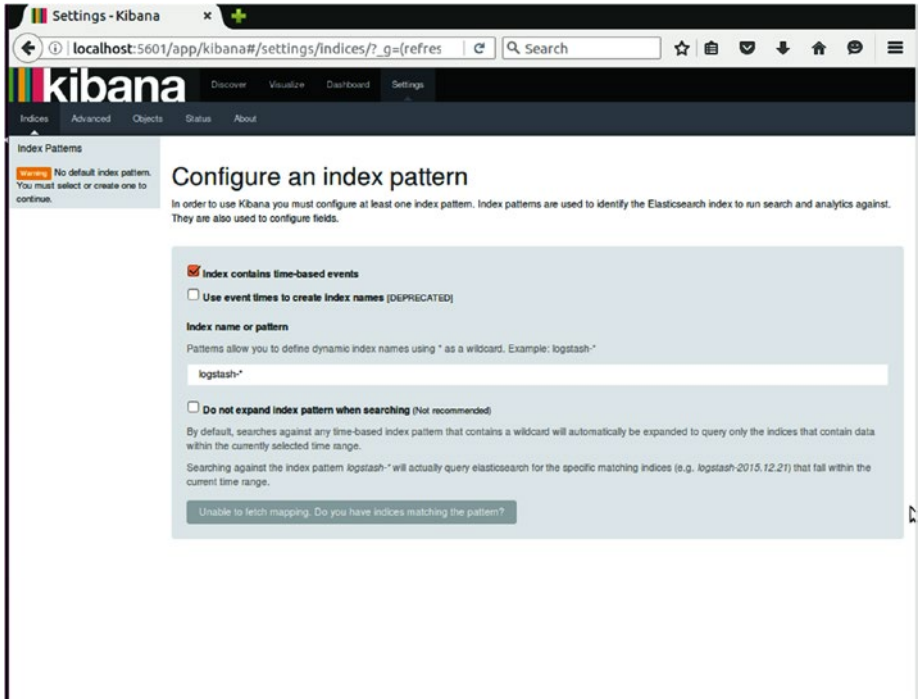 Settings - Kibana
localhost:5601/app/kibana#/settings/indices/?_g=(refres
Search
kibana
Discover Visualize Dashboard Settings
Indices Advanced Objects Status About
Index Patterns
Warning No default index pattern.
You must select or create one to
continue.
Configure an index pattern
In order to use Kibana you must configure at least one index pattern. Index patterns are used to identify the Elasticsearch index to run search and analytics against.
They are also used to configure fields.
Index contains time-based events
Use event times to create index names [DEPRECATED]
Index name or pattern
Patterns allow you to define dynamic index names using * as a wildcard. Example: logstash-*
logstash-*
Do not expand index pattern when searching (Not recommended)
By default, searches against any time-based index pattern that contains a wildcard will automatically be expanded to query only the indices that contain data
within the currently selected time range.
Searching against the index pattern logstash-* will actually query elasticsearch for the specific matching indices (e.g. logstash-2015.12.21) that fall within the
current time range.
Unable to fetch mapping. Do you have indices matching the pattern?